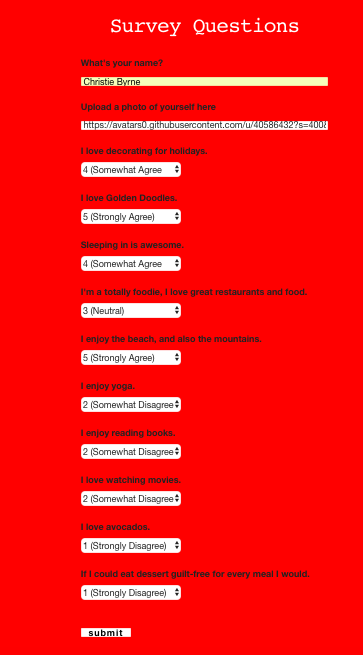 Survey Questions
What's your name?
Christie Byrne
Upload a photo of yourself here
https://avatars0.githubusercontent.com/u/40586432?s=400&
I love decorating for holidays.
4 (Somewhat Agree
I love Golden Doodles.
5 (Strongly Agree)
Sleeping in is awesome.
4 (Somewhat Agree
I'm a totally foodie, I love great restaurants and food.
3 (Neutral)
I enjoy the beach, and also the mountains.
5 (Strongly Agree)
I enjoy yoga.
2 (Somewhat Disagree
I enjoy reading books.
2 (Somewhat Disagree
I love watching movies.
2 (Somewhat Disagree
I love avocados.
1 (Strongly Disagree)
If I could eat dessert guilt-free for every meal I would.
1 (Strongly Disagree)
submit